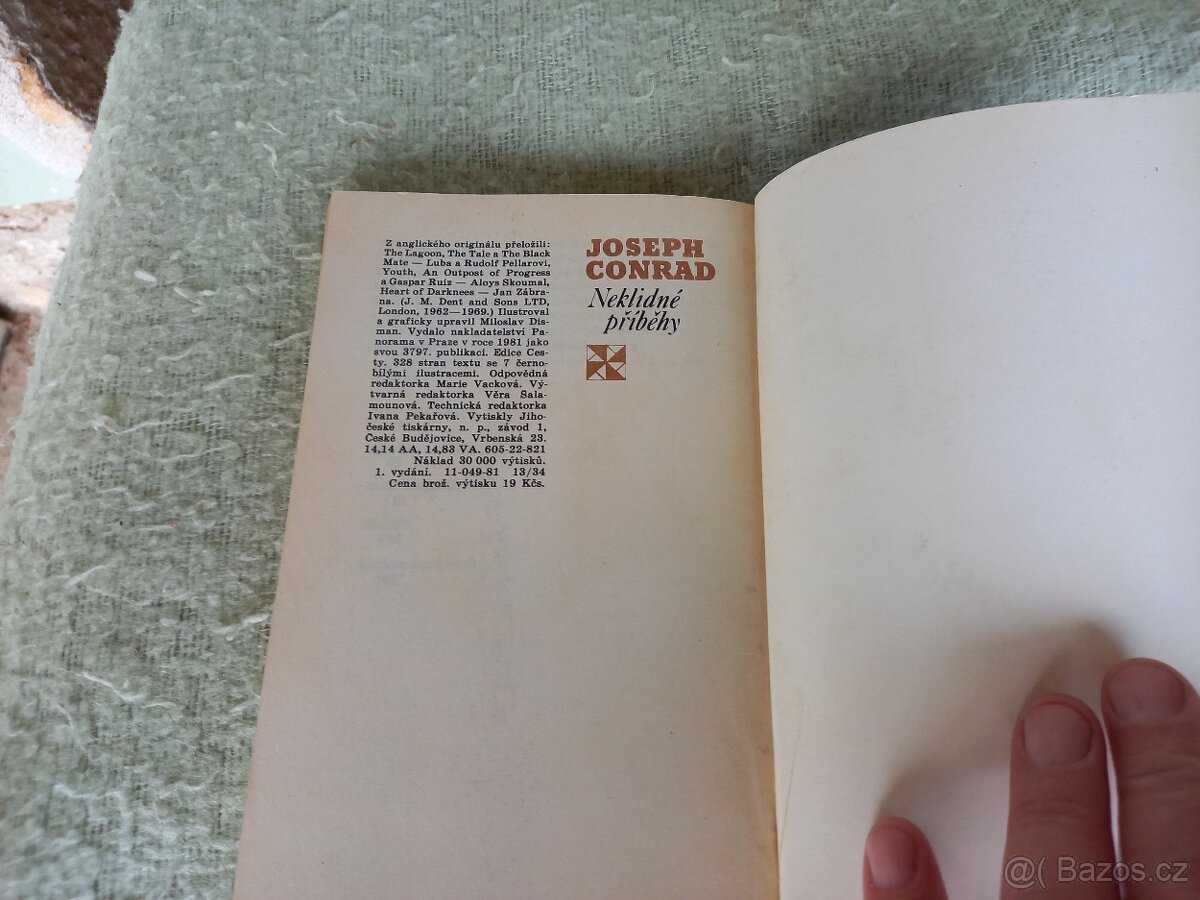 Z anglického originálu přeložili:
The Lagoon, The Tale a The Black
Mate — Luba a Rudolf Pellarovi,
Youth, An Outpost of Progress
a Gaspar Ruiz — Aloys Skoumal,
Heart of Darknees — Jan Zábra-
na. (J. M. Dent and Sons LTD,
London, 1962—1969.) Ilustroval
a graficky upravil Miloslav Dis-
man. Vydalo nakladatelství Pa-
norama v Praze v roce 1981 jako
svou 3797. publikaci. Edice Ces-
ty. 328 stran textu se 7 černo-
bílými ilustracemi. Odpovědná
redaktorka Marie Vacková. Vý-
tvarná redaktorka Věra Šala-
mounová. Technická redaktorka
Ivana Pekařová. Vytiskly Jiho-
české tiskárny, n. p., závod 1,
České Budějovice, Vrbenská 23.
14,14 AA, 14,83 VA. 605-22-821
Náklad 30 000 výtisků.
1. vydání. 11-049-81 13/34
Cena brož. výtisku 19 Kčs.
JOSEPH
CONRAD
Neklidné
příběhy
@( Bazos.cz